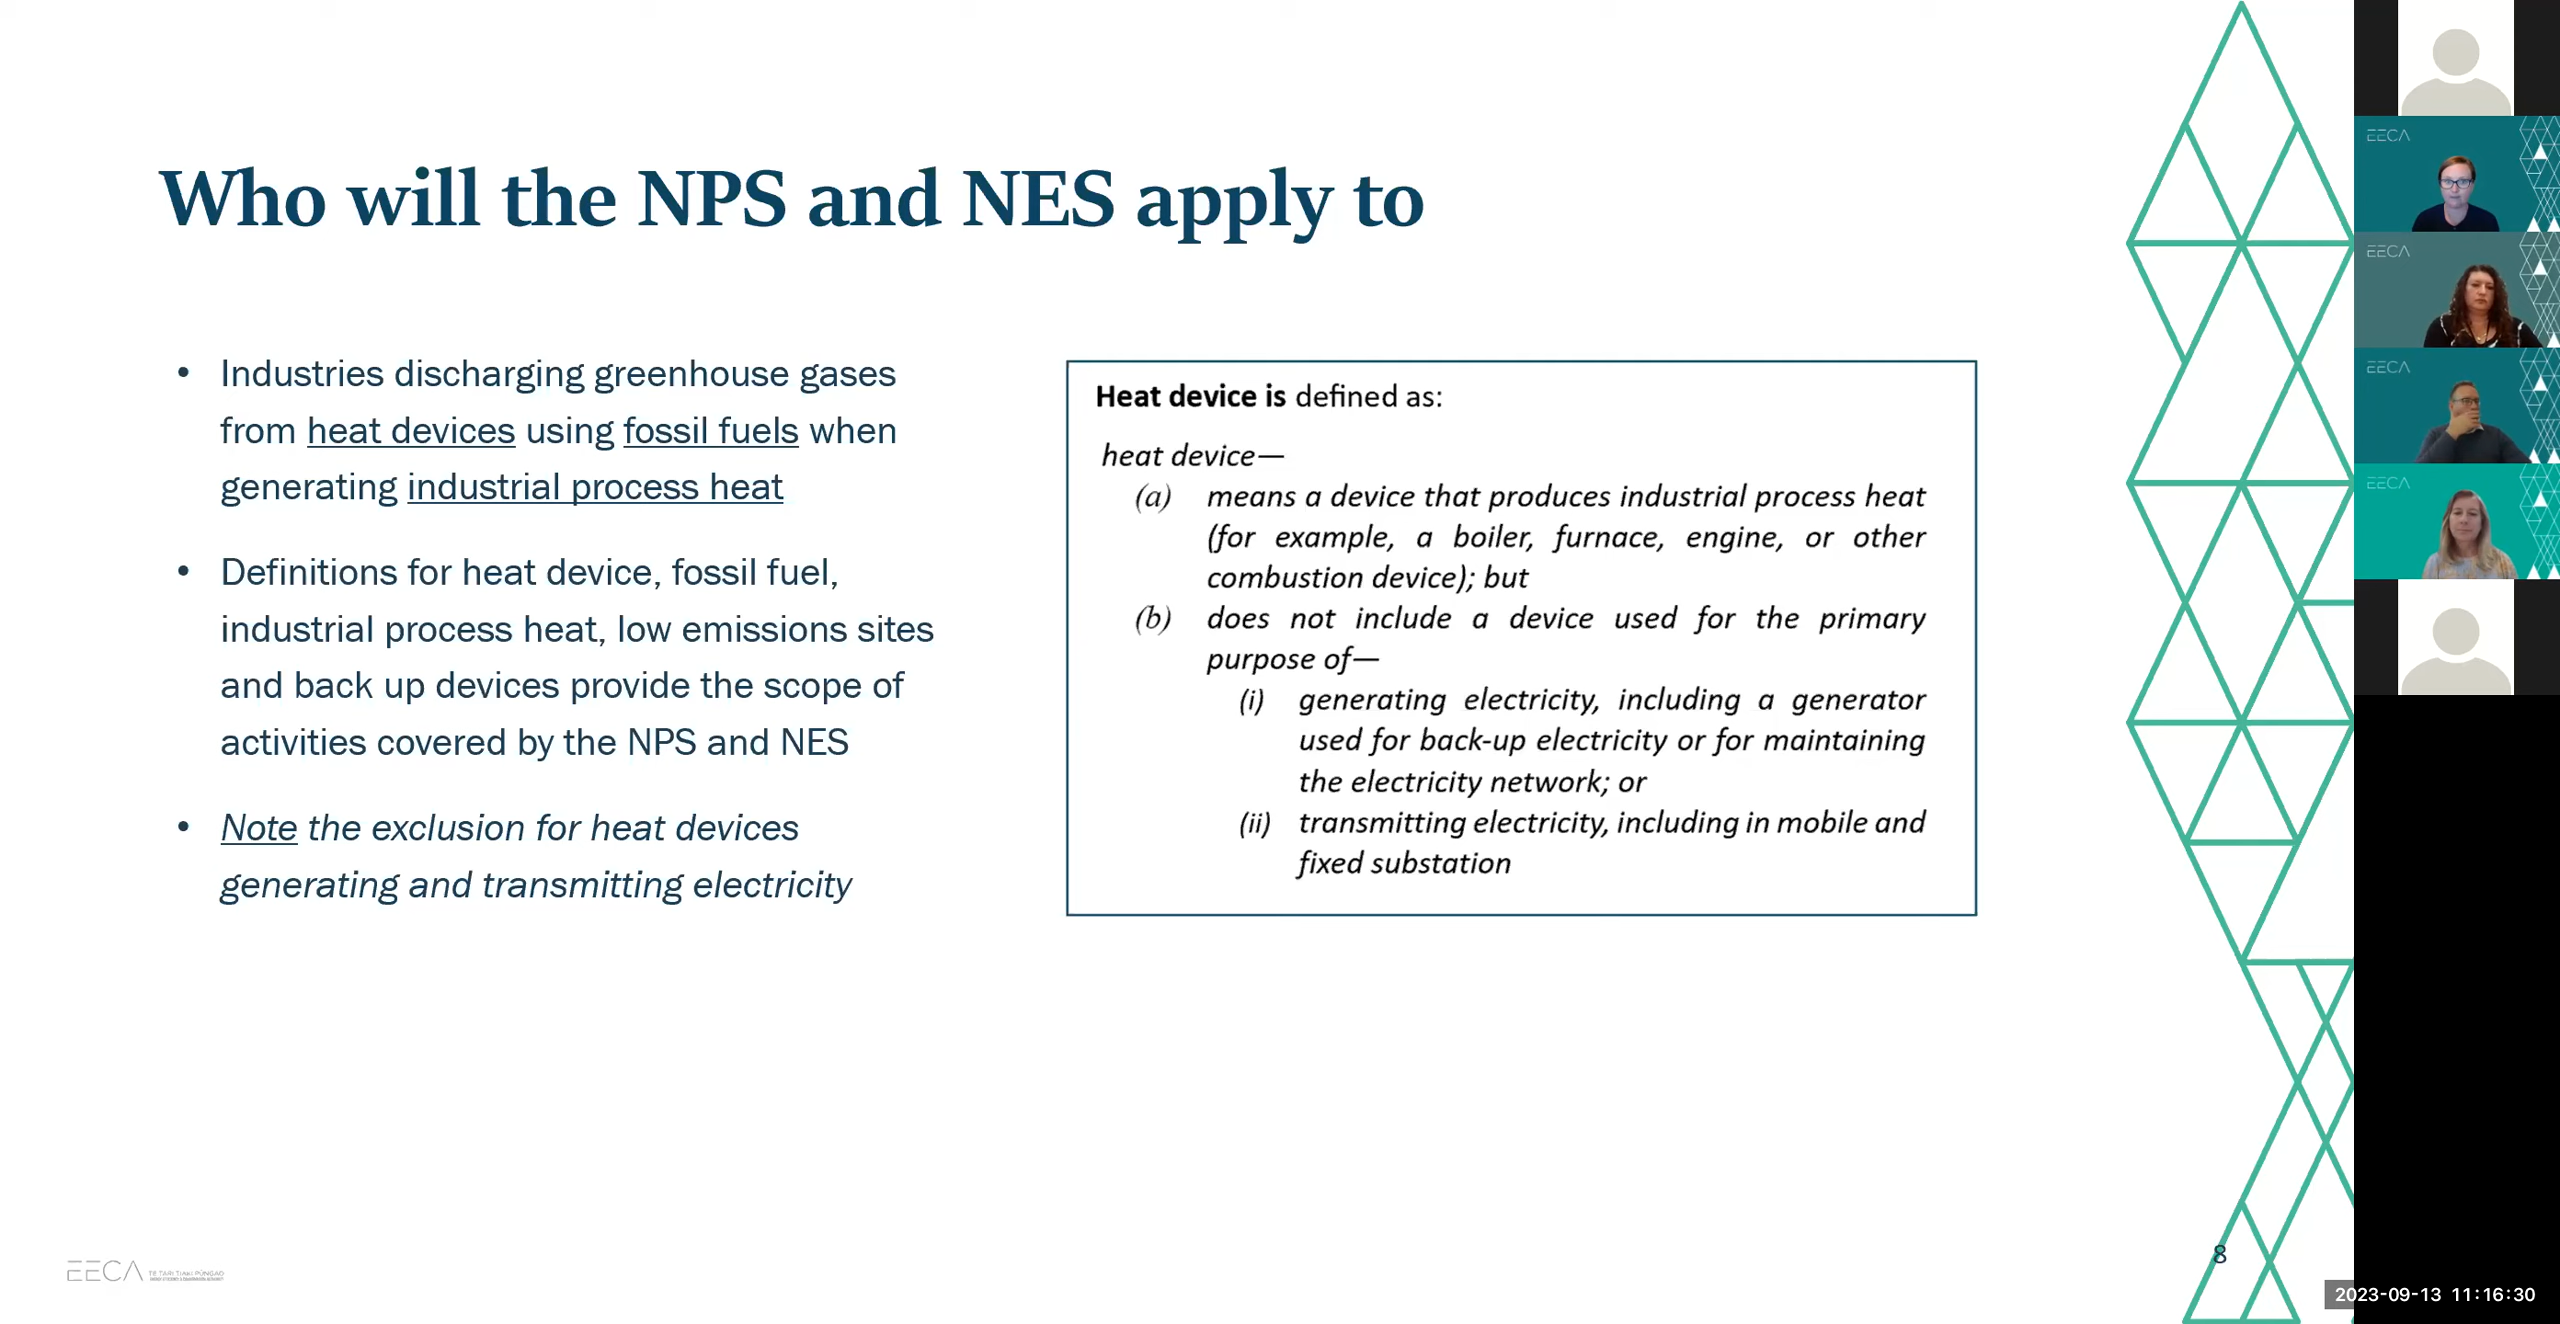 Who will the NPS and NES apply to
• Industries discharging greenhouse gases
from heat devices using fossil fuels when
generating industrial process heat
• Definitions for heat device, fossil fuel,
industrial process heat, low emissions sites
and back up devices provide the scope of
activities covered by the NPS and NES
• Note the exclusion for heat devices
generating and transmitting electricity
Heat device is defined as:
heat device—
(a) means a device that produces industrial process heat
(for example, a boiler, furnace, engine, or other
combustion device); but
(b) does not include a device used for the primary
purpose of—
(i) generating electricity, including a generator
used for back-up electricity or for maintaining
the electricity network; or
(ii) transmitting electricity, including in mobile and
fixed substation
EECA
EECA
EECA
EECA
EECA TE TARI TIAKI PŪNGAO
8
2023-09-13 11:16:30